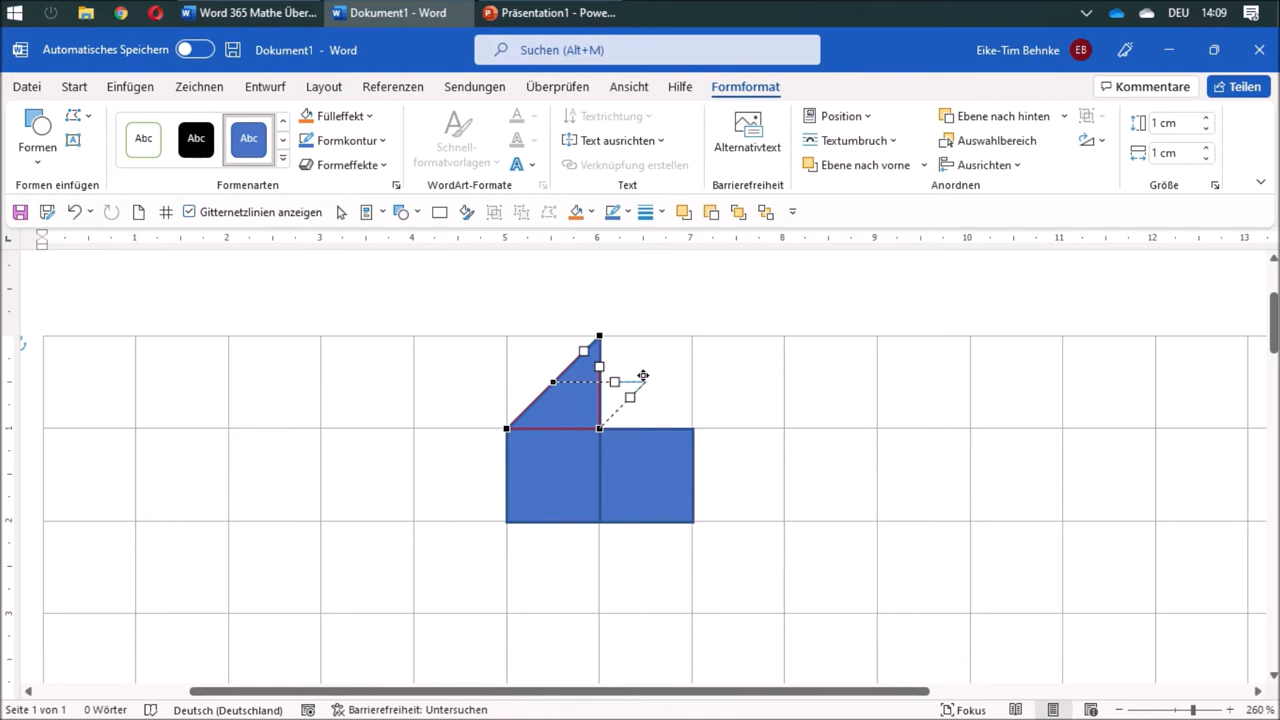 Word 365 Mathe Über... Dokument1 - Word Präsentation1 - Powe... DEU 14:09
Automatisches Speichern Dokument1 - Word Suchen (Alt+M) Eike-Tim Behnke EB
Datei Start Einfügen Zeichnen Entwurf Layout Referenzen Sendungen Überprüfen Ansicht Hilfe Formformat Kommentare Teilen
Abc Abc Abc
Formen
Formen einfügen
Fülleffekt
Formkontur
Formeffekte
Formenarten
Schnell-
formatvorlagen
WordArt-Formate
Textrichtung
Text ausrichten
Verknüpfung erstellen
Text
Alternativtext
Barrierefreiheit
Position
Textumbruch
Ebene nach vorne
Ebene nach hinten
Auswahlbereich
Ausrichten
Anordnen
1 cm
1 cm
Größe
Gitternetzlinien anzeigen
1 2 3 4 5 6 7 8 9 10 11 12 13
1
2
3
Seite 1 von 1 0 Wörter Deutsch (Deutschland) Barrierefreiheit: Untersuchen Fokus 260 %